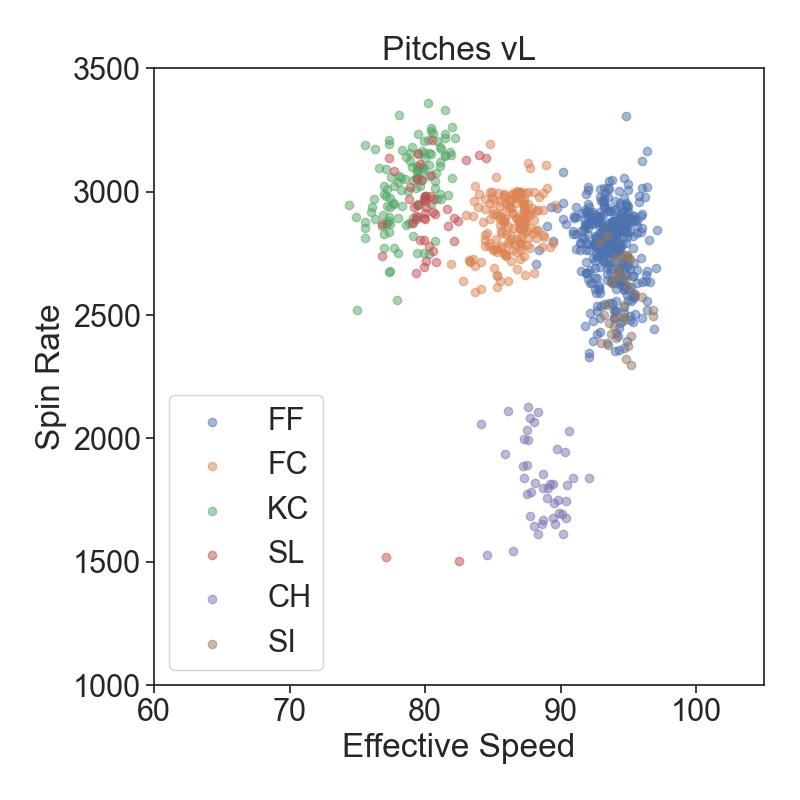 Pitches vL
3500
3000
2500
2000
1500
1000
Spin Rate
FF
FC
KC
SL
CH
SI
60 70 80 90 100
Effective Speed